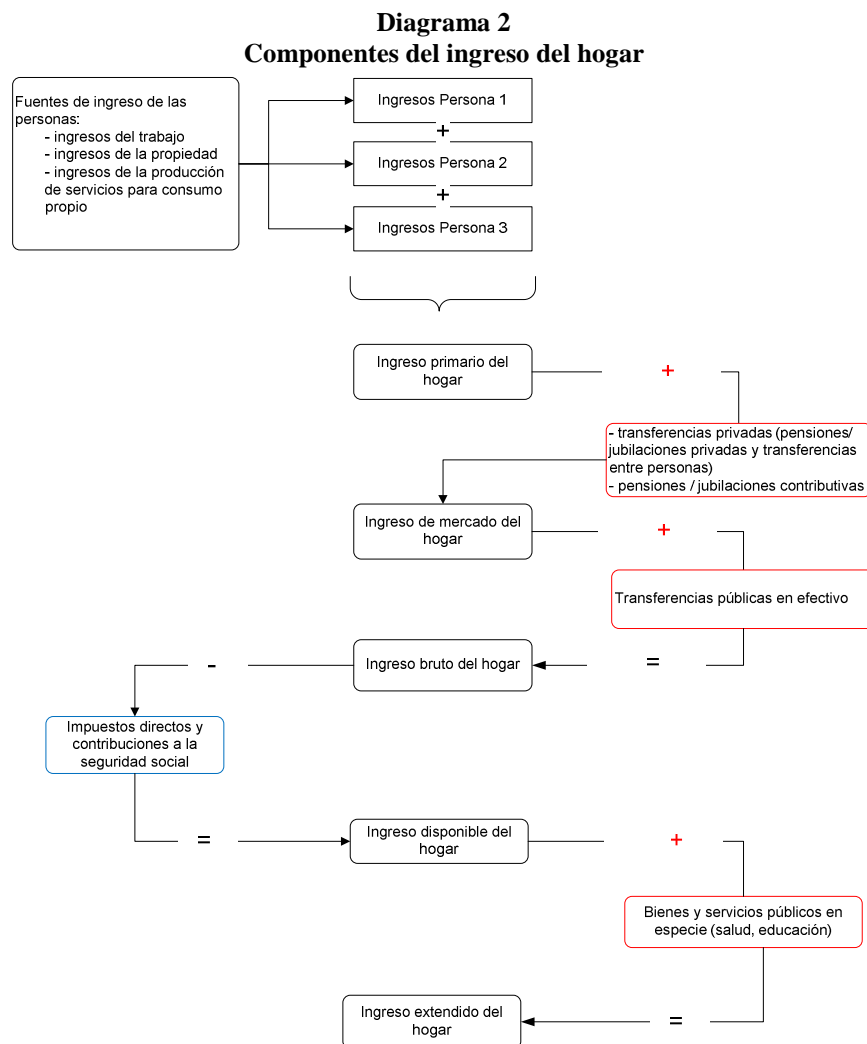 Diagrama 2
Componentes del ingreso del hogar
Fuentes de ingreso de las
personas:
- ingresos del trabajo
- ingresos de la propiedad
- ingresos de la producción
de servicios para consumo
propio
Ingresos Persona 1
+
Ingresos Persona 2
+
Ingresos Persona 3
Ingreso primario del
hogar
+
- transferencias privadas (pensiones/
jubilaciones privadas y transferencias
entre personas)
- pensiones / jubilaciones contributivas
Ingreso de mercado del
hogar
+
Transferencias públicas en efectivo
=
Ingreso bruto del hogar
-
Impuestos directos y
contribuciones a la
seguridad social
=
Ingreso disponible del
hogar
+
Bienes y servicios públicos en
especie (salud, educación)
=
Ingreso extendido del
hogar